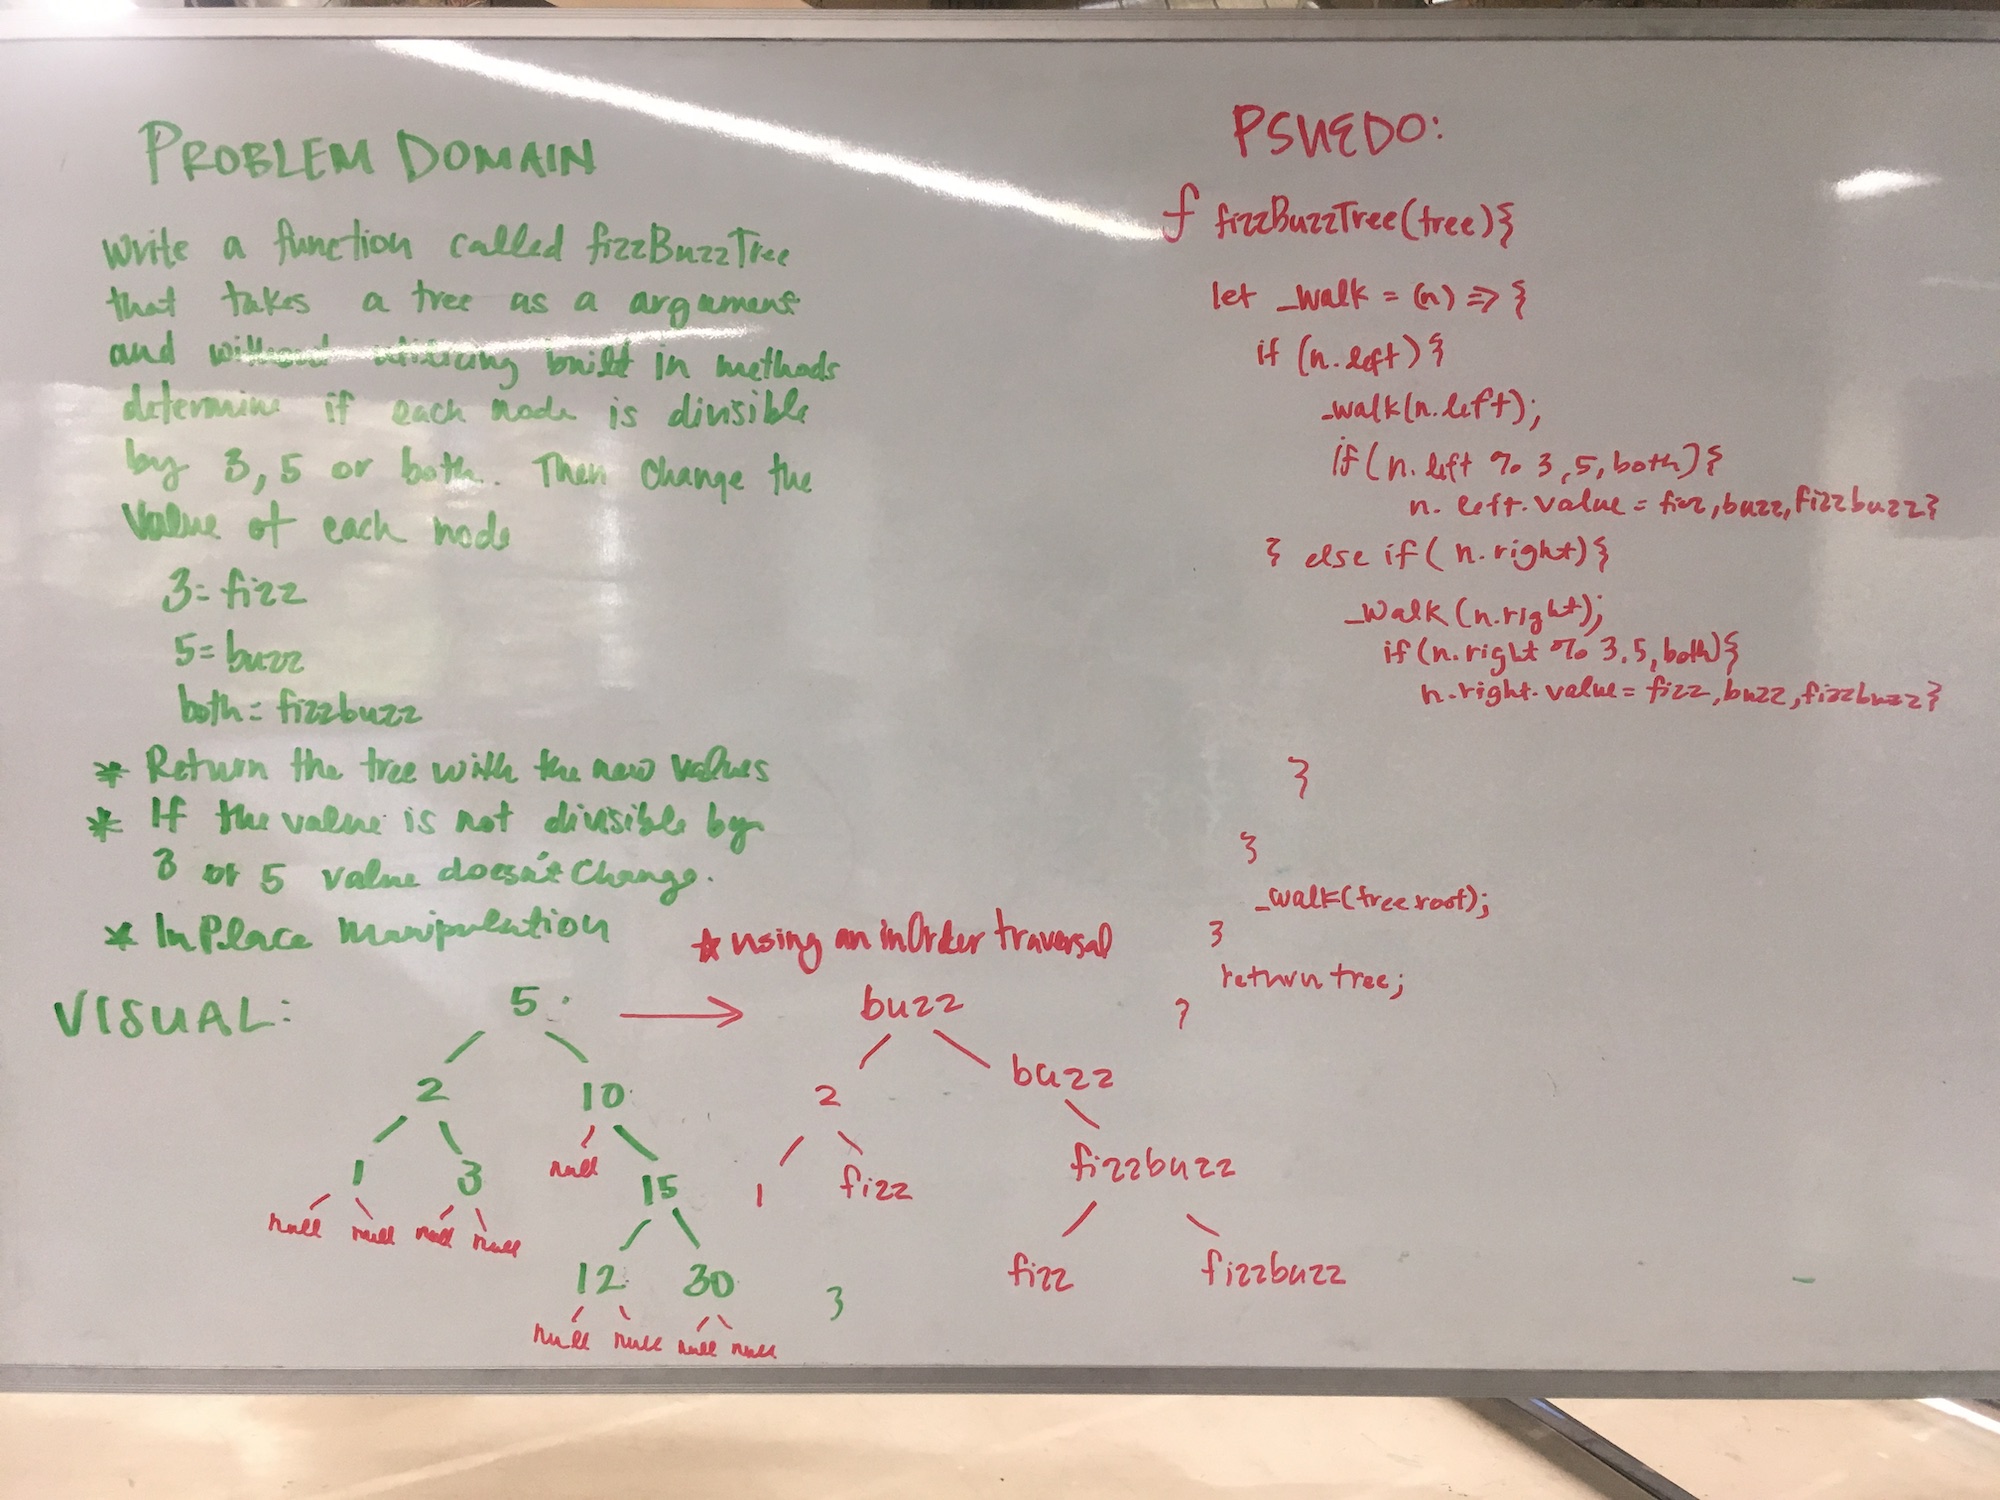 PROBLEM DOMAIN
write a function called fizzBuzzTree
that takes a tree as a argument
and without utilizing built in methods
determine if each node is divisible
by 3, 5 or both. Then change the
value of each node
3= fizz
5= buzz
both= fizzbuzz
* Return the tree with the new values
* If the value is not divisible by
3 or 5 value doesn't change.
* InPlace manipulation
VISUAL:
5
2 10
1 3 null 15
null null null null
12 30
null null null null
3
* using an inOrder traversal
buzz
2 buzz
1 fizz fizzbuzz
fizz fizzbuzz
PSUEDO:
f fizzBuzzTree(tree){
let _walk = (n) => {
if (n.left){
_walk(n.left);
if(n.left % 3,5,both){
n.left.value = fizz,buzz,fizzbuzz}
} else if( n.right){
_walk(n.right);
if(n.right % 3.5,both){
n.right.value= fizz,buzz,fizzbuzz}
}
}
_walk(tree.root);
}
return tree;
}